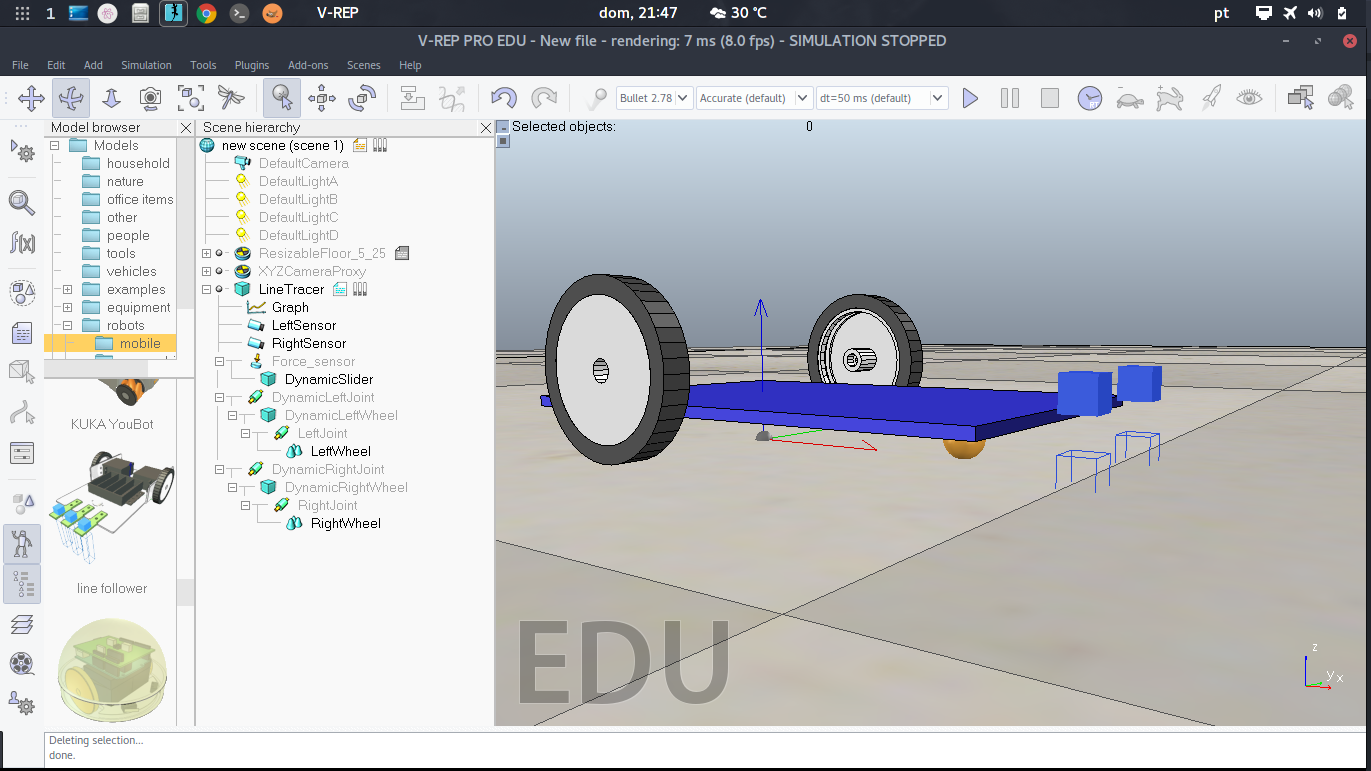 1 V-REP dom, 21:47 30 °C pt
V-REP PRO EDU - New file - rendering: 7 ms (8.0 fps) - SIMULATION STOPPED
File Edit Add Simulation Tools Plugins Add-ons Scenes Help
Bullet 2.78 Accurate (default) dt=50 ms (default)
f(x)
Model browser
Models
household
nature
office items
other
people
tools
vehicles
examples
equipment
robots
mobile
KUKA YouBot
line follower
Scene hierarchy
new scene (scene 1)
DefaultCamera
DefaultLightA
DefaultLightB
DefaultLightC
DefaultLightD
ResizableFloor_5_25
XYZCameraProxy
LineTracer
Graph
LeftSensor
RightSensor
Force_sensor
DynamicSlider
DynamicLeftJoint
DynamicLeftWheel
LeftJoint
LeftWheel
DynamicRightJoint
DynamicRightWheel
RightJoint
RightWheel
Selected objects: 0
EDU
z
y x
Deleting selection...
done.